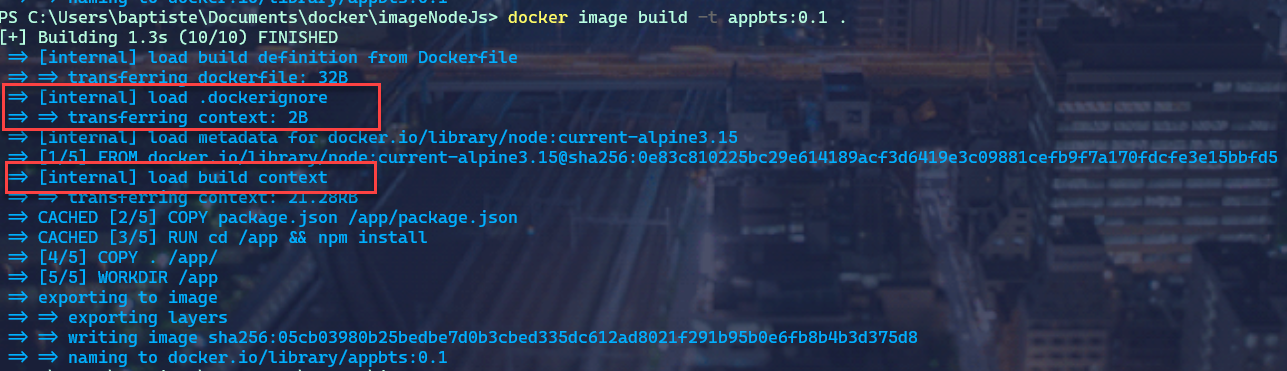 PS C:\Users\baptiste\Documents\docker\imageNodeJs> docker image build -t appbts:0.1 .
[+] Building 1.3s (10/10) FINISHED
=> [internal] load build definition from Dockerfile
=> => transferring dockerfile: 32B
=> [internal] load .dockerignore
=> => transferring context: 2B
=> [internal] load metadata for docker.io/library/node:current-alpine3.15
=> [1/5] FROM docker.io/library/node:current-alpine3.15@sha256:0e83c810225bc29e614189acf3d6419e3c09881cefb9f7a170fdcfe3e15bbfd5
=> [internal] load build context
=> => transferring context: 21.28kB
=> CACHED [2/5] COPY package.json /app/package.json
=> CACHED [3/5] RUN cd /app && npm install
=> [4/5] COPY . /app/
=> [5/5] WORKDIR /app
=> exporting to image
=> => exporting layers
=> => writing image sha256:05cb03980b25bedbe7d0b3cbed335dc612ad8021f291b95b0e6fb8b4b3d375d8
=> => naming to docker.io/library/appbts:0.1